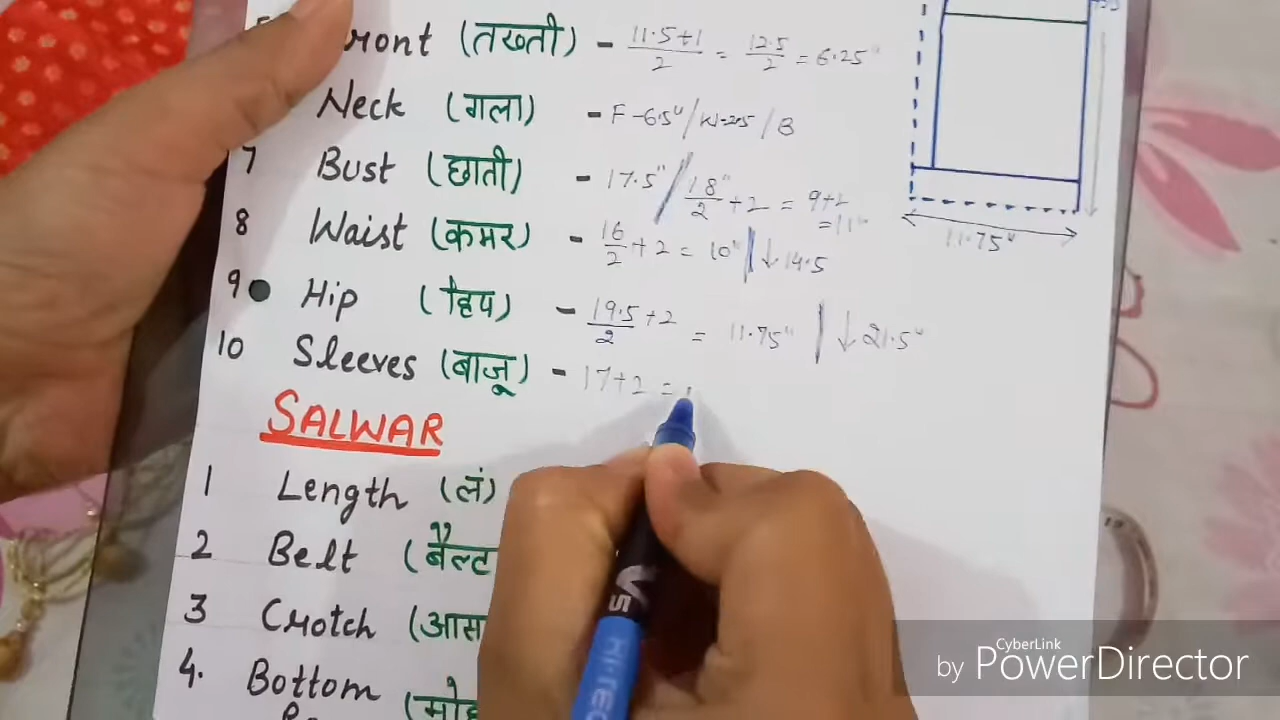 ront (तख्ती) - 11.5+1/2 = 12.5/2 = 6.25"
Neck (गला) - F-6.5"/ /B
7 Bust (छाती) - 17.5" / 18"/2 +2 = 9+2 =11"
8 Waist (कमर) - 16/2 +2 = 10" | ↓ 14.5
9 Hip (हिप) - 19.5+2/2 = 11.75" | ↓ 21.5"
10 Sleeves (बाजू) - 17+2 =
11.75"
SALWAR
1 Length (लं)
2 Belt (बैल्ट
3 Crotch (आस
4. Bottom (मोह
V5
HI-TEC
by CyberLink PowerDirector